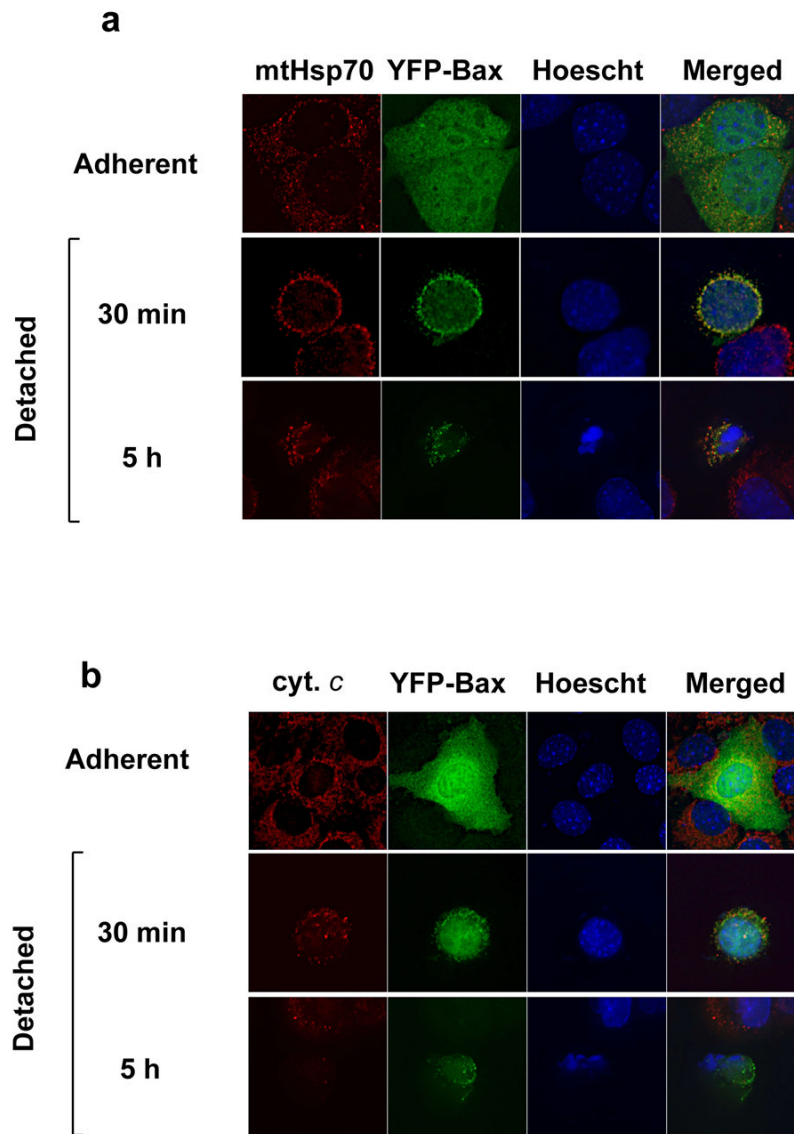 a
mtHsp70 YFP-Bax Hoescht Merged
Adherent
Detached
30 min
5 h
b
cyt. c YFP-Bax Hoescht Merged
Adherent
Detached
30 min
5 h